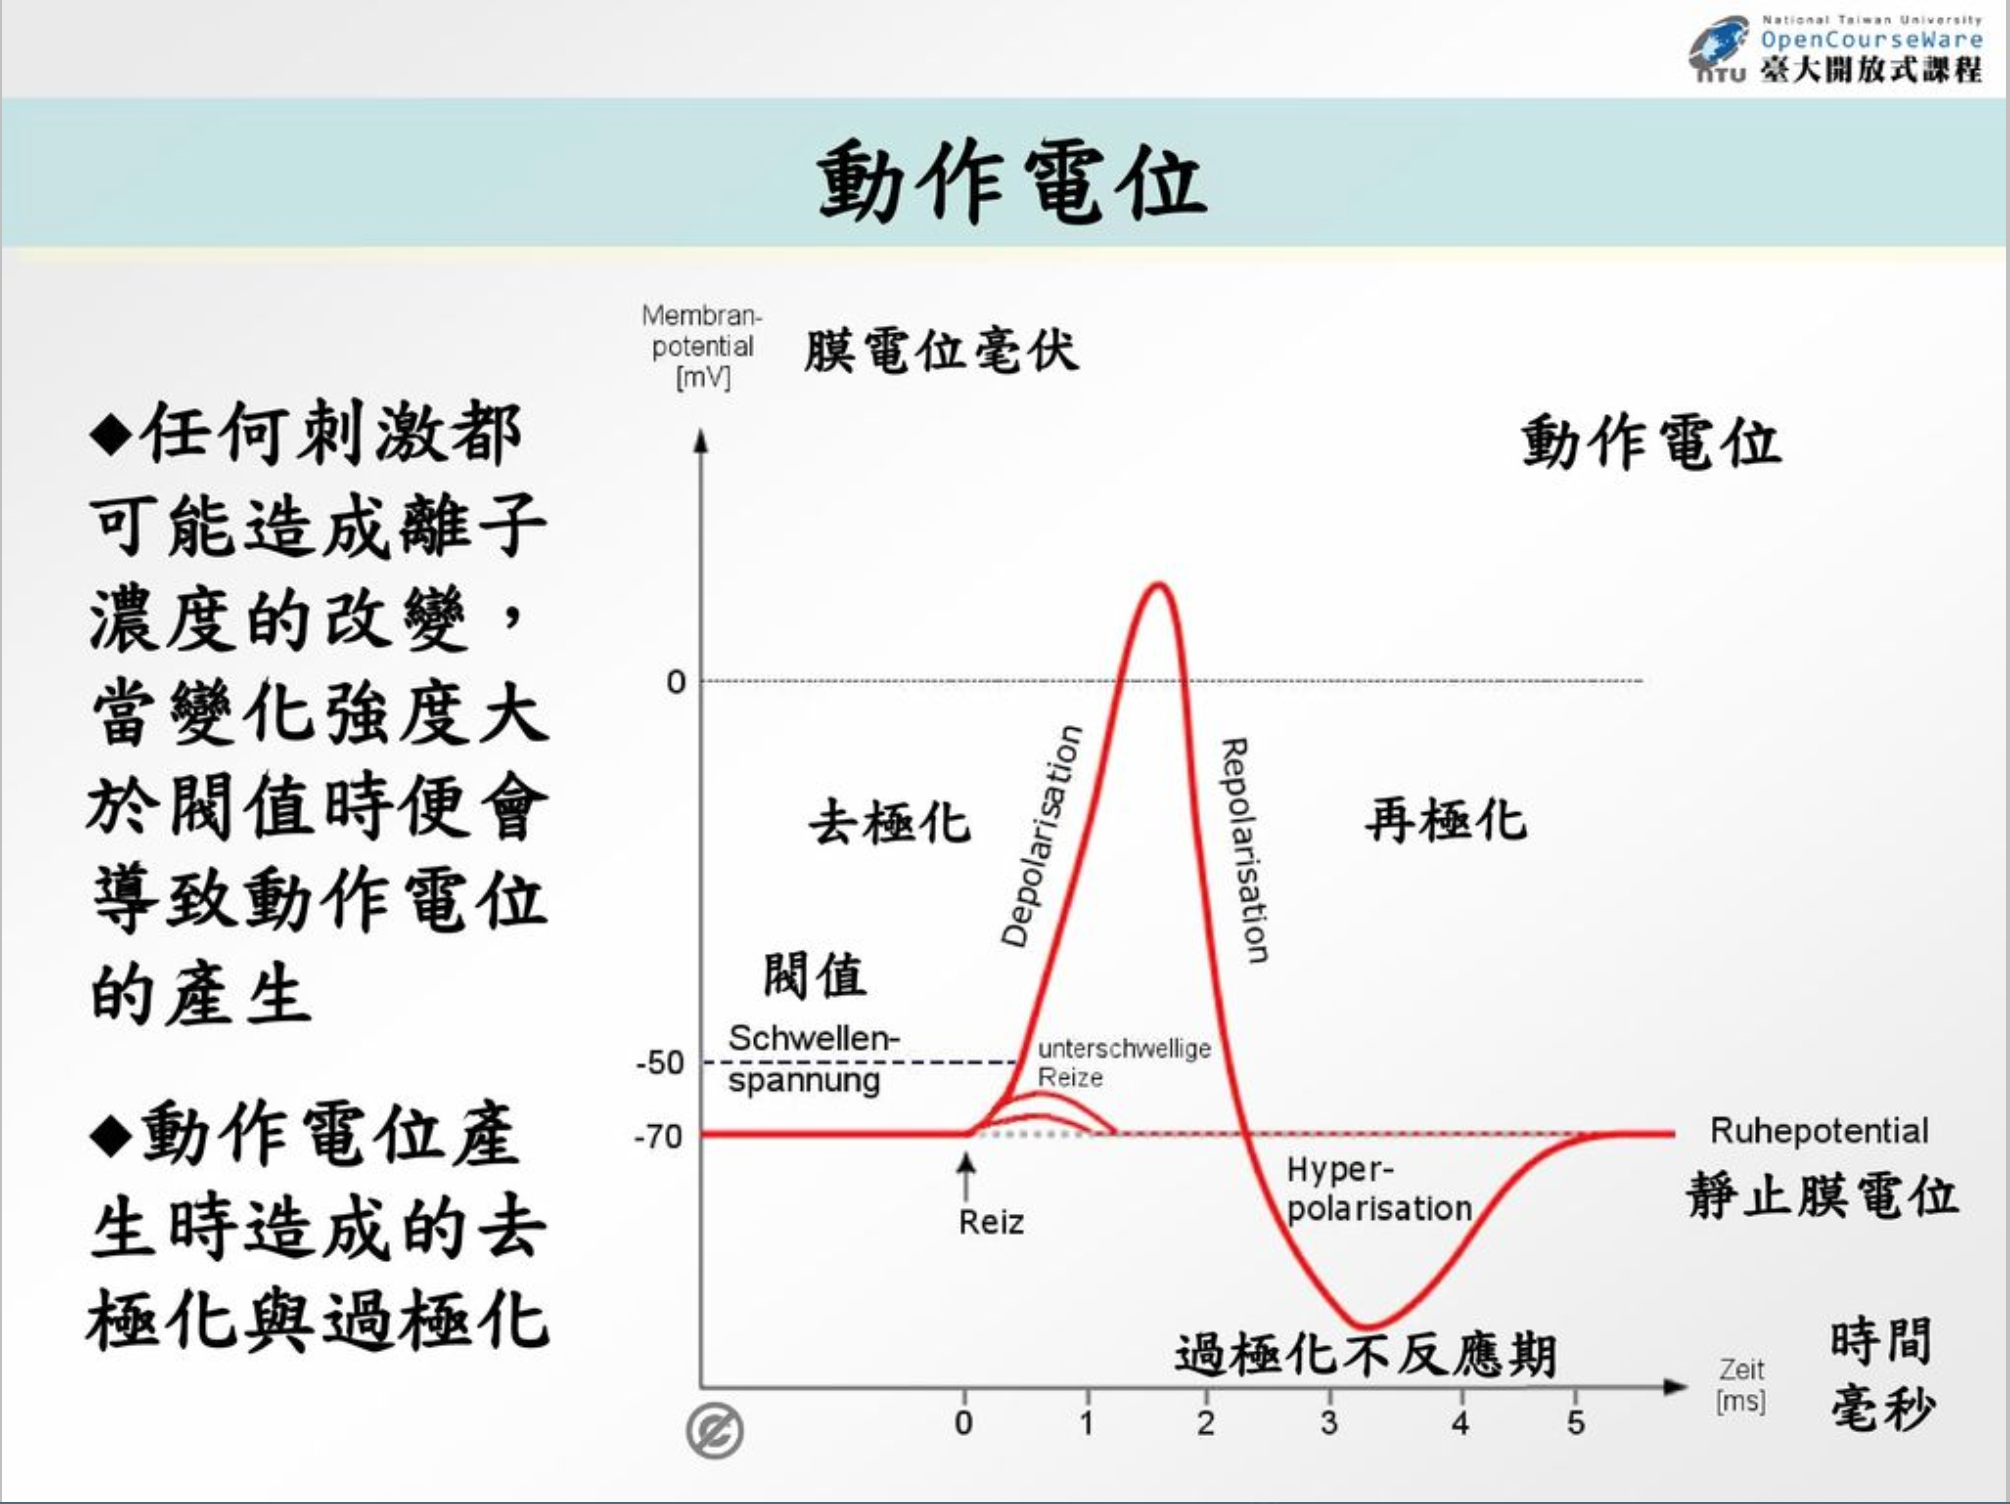 National Taiwan University
OpenCourseWare
NTU 臺大開放式課程
動作電位
◆任何刺激都
可能造成離子
濃度的改變，
當變化強度大
於閥值時便會
導致動作電位
的產生
◆動作電位產
生時造成的去
極化與過極化
Membran-
potential
[mV]
膜電位毫伏
動作電位
0
Depolarisation
Repolarisation
去極化
再極化
閥值
Schwellen-
spannung
-50
unterschwellige
Reize
-70
Reiz
Hyper-
polarisation
Ruhepotential
靜止膜電位
過極化不反應期
0 1 2 3 4 5
Zeit
[ms]
時間
毫秒